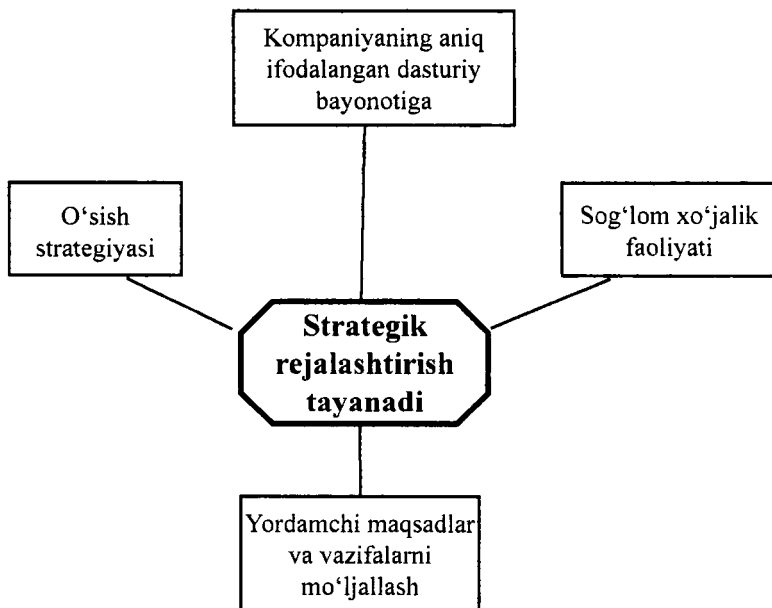 Kompaniyaning aniq
ifodalangan dasturiy
bayonotiga
O‘sish
strategiyasi
Sog‘lom xo‘jalik
faoliyati
Strategik
rejalashtirish
tayanadi
Yordamchi maqsadlar
va vazifalarni
mo‘ljallash